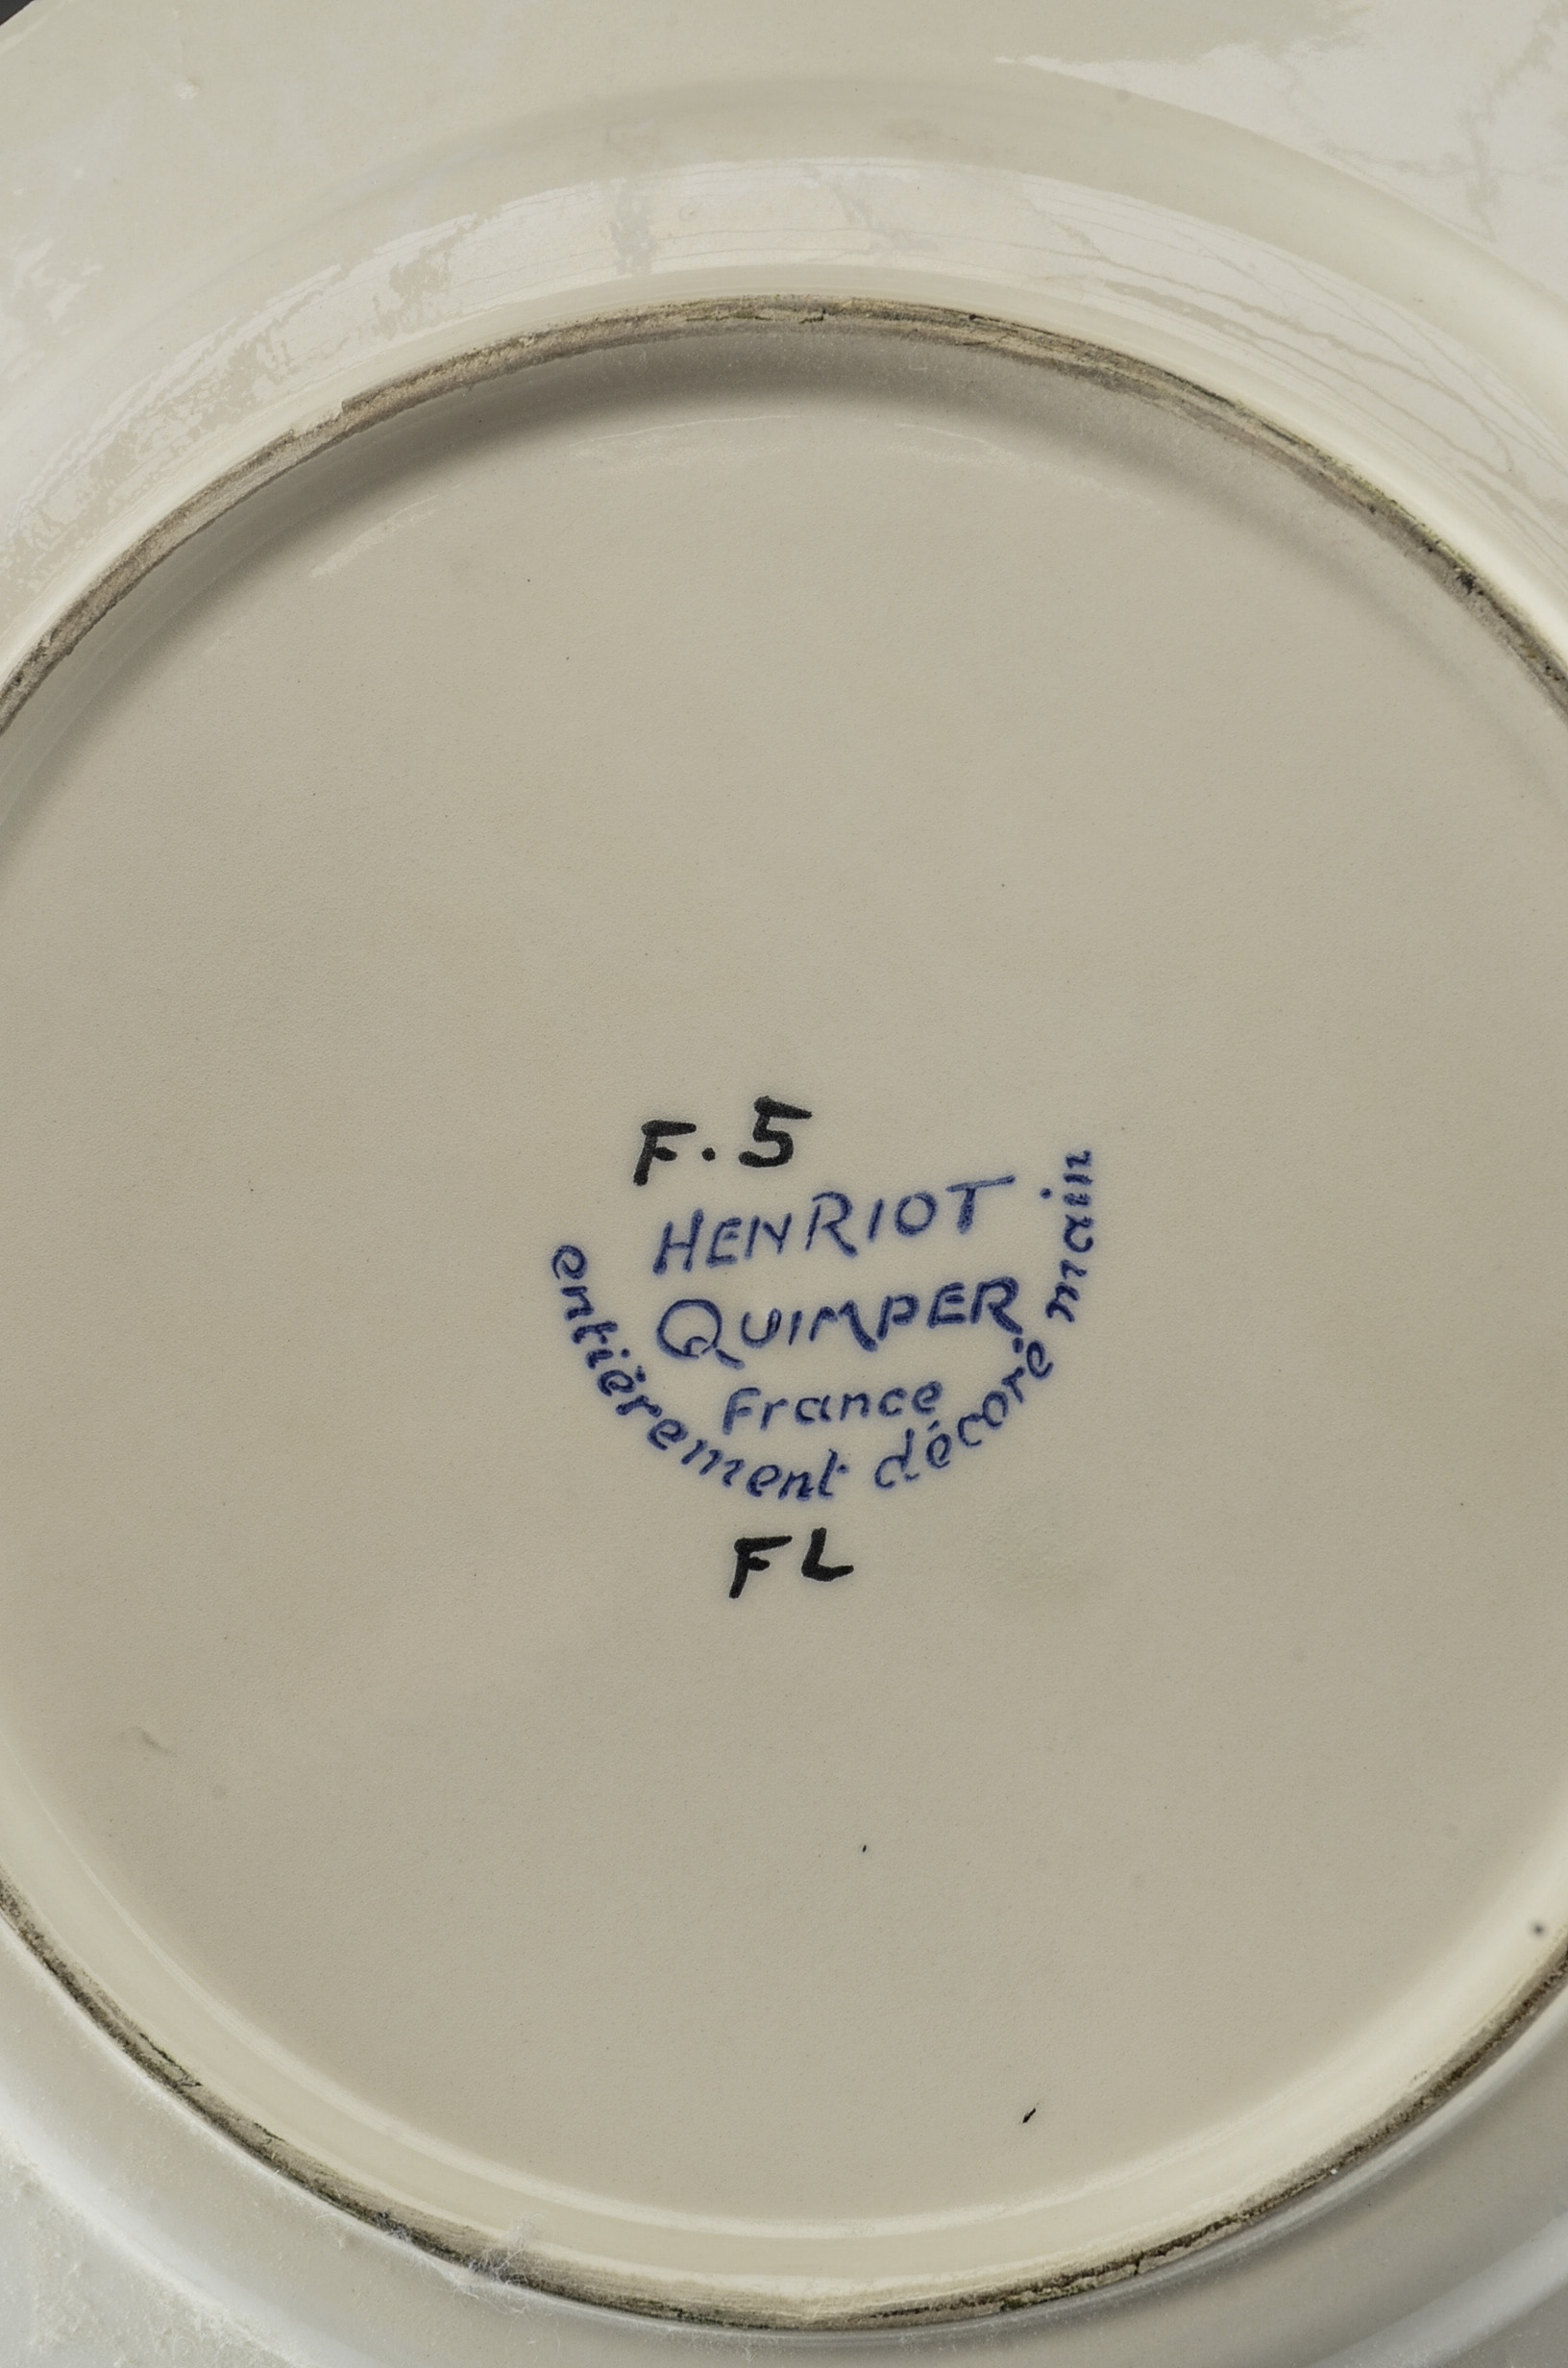 F.5
HENRIOT
QUIMPER
France
entièrement décoré main
FL